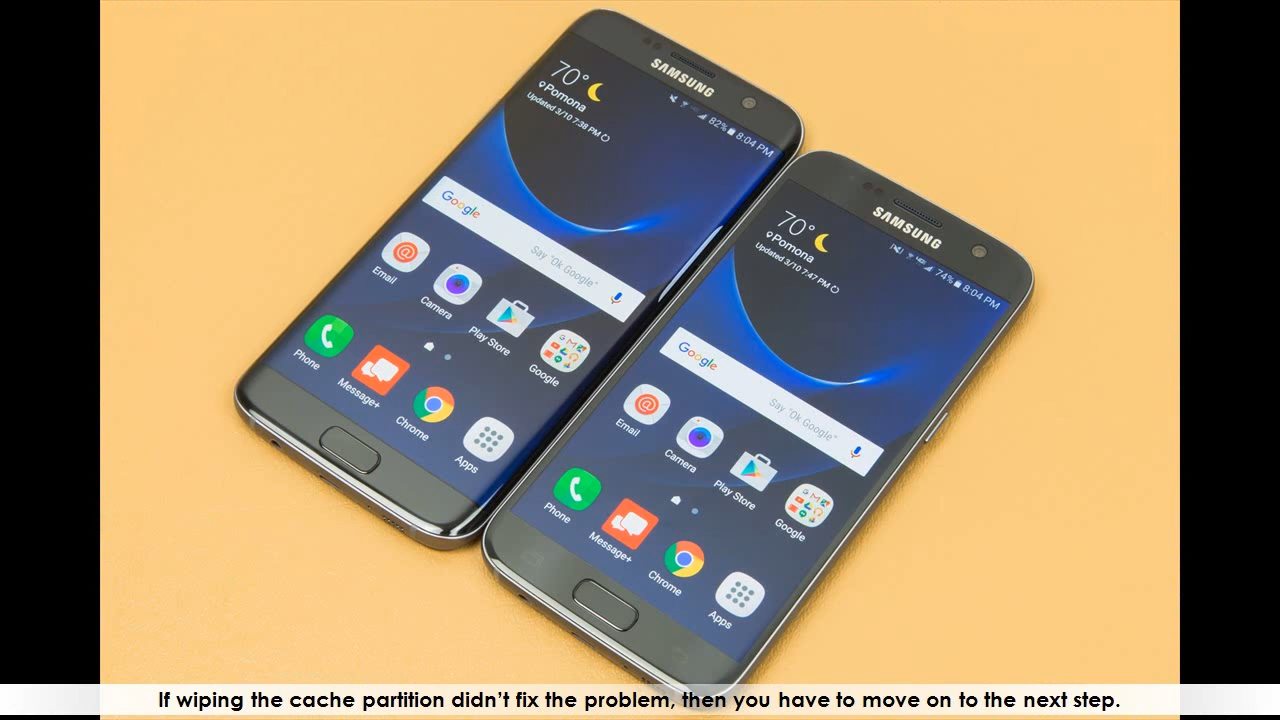 SAMSUNG
70°
Pomona
Updated 3/10 7:38 PM
82% 8:04 PM
Google
Say "Ok Google"
Email
Camera
Play Store
Google
Phone
Message+
Chrome
Apps
SAMSUNG
70°
Pomona
Updated 3/10 7:47 PM
74% 8:04 PM
Google
Say "Ok Google"
Email
Camera
Play Store
Google
Phone
Message+
Chrome
Apps
If wiping the cache partition didn’t fix the problem, then you have to move on to the next step.